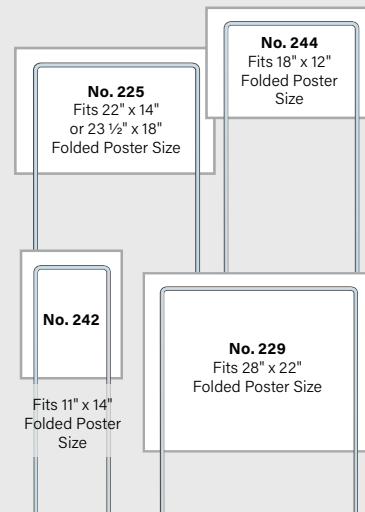 No. 225
Fits 22" x 14"
or 23 ½" x 18"
Folded Poster Size
No. 244
Fits 18" x 12"
Folded Poster
Size
No. 242
Fits 11" x 14"
Folded Poster
Size
No. 229
Fits 28" x 22"
Folded Poster Size